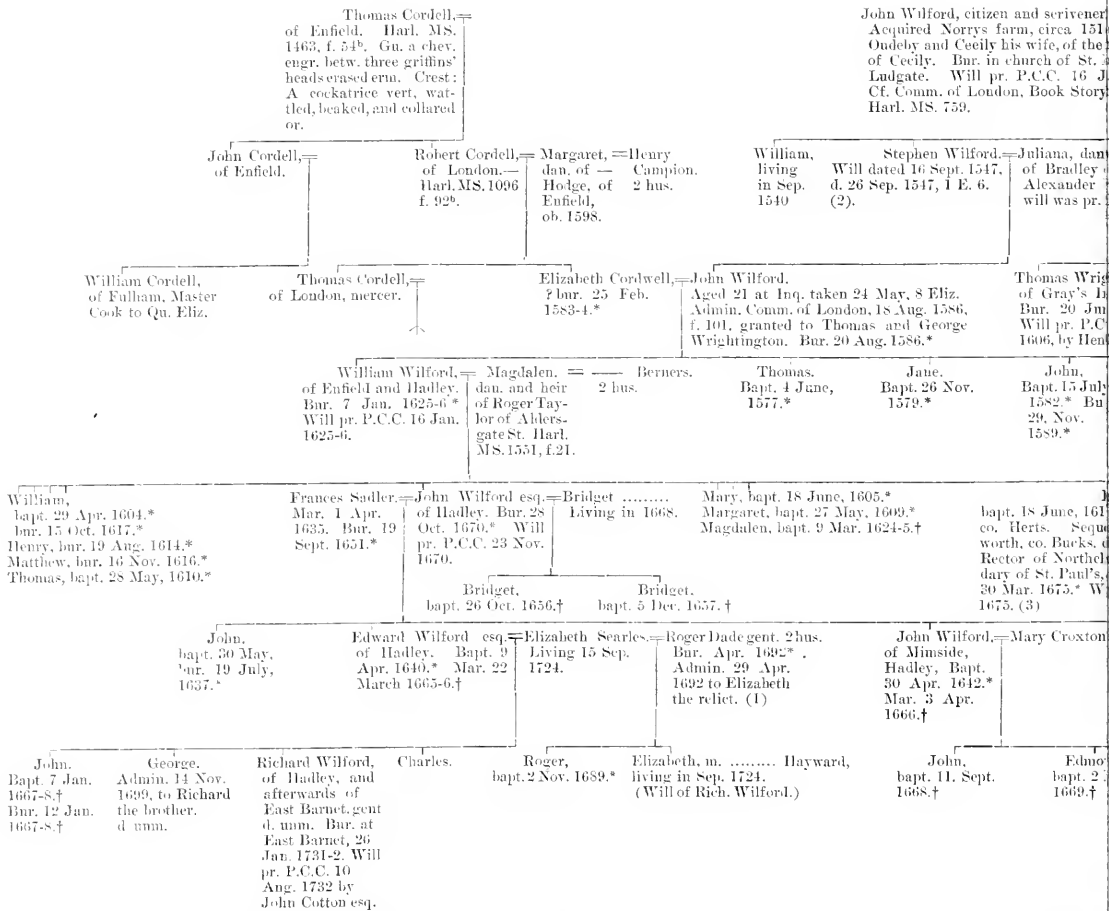 Thomas Cordell,
of Enfield. Harl. MS.
1463, f. 54b. Gu. a chev.
engr. betw. three griffins'
heads erased erm. Crest:
A cockatrice vert, wat-
tled, beaked, and collared
or.
John Wilford, citizen and scrivener
Acquired Norrys farm, circa 151
Oudeby and Cecily his wife, of the
of Cecily. Bur. in church of St.
Ludgate. Will pr. P.C.C. 16 J
Cf. Comm. of London, Book Story
Harl. MS. 759.
John Cordell,
of Enfield.
Robert Cordell,
of London.—
Harl. MS. 1096
f. 92b.
Margaret,
dan. of —
Hodge, of
Enfield,
ob. 1598.
Henry
Campion.
2 hus.
William,
living
in Sep.
1540
Stephen Wilford.
Will dated 16 Sept. 1547,
d. 26 Sep. 1547, 1 E. 6.
(2).
Juliana, dan
of Bradley
Alexander
will was pr.
William Cordell,
of Fulham, Master
Cook to Qu. Eliz.
Thomas Cordell,
of London, mercer.
Elizabeth Cordwell,
? bur. 25 Feb.
1583-4.*
John Wilford.
Aged 21 at Inq. taken 24 May, 8 Eliz.
Admin. Comm. of London, 18 Aug. 1586,
f. 101, granted to Thomas and George
Wrightington. Bur. 20 Aug. 1586.*
Thomas Wrig
of Gray's I
Bur. 20 Jun
Will pr. P.C
1606, by Hen
William Wilford,
of Enfield and Hadley.
Bur. 7 Jan. 1625-6.*
Will pr. P.C.C. 16 Jan.
1625-6.
Magdalen.
dan. and heir
of Roger Tay-
lor of Alders-
gate St. Harl.
MS. 1551, f.21.
— Berners.
2 hus.
Thomas.
Bapt. 4 June,
1577.*
Jane.
Bapt. 26 Nov.
1579.*
John,
Bapt. 15 July
1582.* Bu
29. Nov.
1589.*
William,
bapt. 29 Apr. 1604.*
bur. 15 Oct. 1617.*
Henry, bur. 19 Aug. 1614.*
Matthew, bur. 16 Nov. 1616.*
Thomas, bapt. 28 May, 1610.*
Frances Sadler.
Mar. 1 Apr.
1635. Bur. 19
Sept. 1651.*
John Wilford esq.
of Hadley. Bur. 28
Oct. 1670.* Will
pr. P.C.C. 23 Nov.
1670.
Bridget .........
Living in 1668.
Mary, bapt. 18 June, 1605.*
Margaret, bapt. 27 May, 1609.*
Magdalen, bapt. 9 Mar. 1624-5.†
bapt. 18 June, 161
co. Herts. Seque
worth, co. Bucks, d
Rector of Northcl
dary of St. Paul's,
30 Mar. 1675.* W
1675. (3)
Bridget,
bapt. 26 Oct. 1656.†
Bridget.
bapt. 5 Dec. 1657. †
John.
bapt. 30 May,
bur. 19 July,
1637.*
Edward Wilford esq.
of Hadley. Bapt. 9
Apr. 1640.* Mar. 22
March 1665-6.†
Elizabeth Searles.
Living 15 Sep.
1724.
Roger Dade gent. 2 hus.
Bur. Apr. 1692* .
Admin. 29 Apr.
1692 to Elizabeth
the relict. (1)
John Wilford,
of Mimside,
Hadley, Bapt.
30 Apr. 1642.*
Mar. 3 Apr.
1666.†
Mary Croxton
John.
Bapt. 7 Jan.
1667-8.†
Bur. 12 Jan.
1667-8.†
George.
Admin. 14 Nov.
1699, to Richard
the brother.
d unm.
Richard Wilford,
of Hadley, and
afterwards of
East Barnet. gent
d. unm. Bur. at
East Barnet, 26
Jan. 1731-2. Will
pr. P.C.C. 10
Aug. 1732 by
John Cotton esq.
Charles.
Roger,
bapt. 2 Nov. 1689.*
Elizabeth, m. ......... Hayward,
living in Sep. 1724.
(Will of Rich. Wilford.)
John,
bapt. 11. Sept.
1668.†
Edmo
bapt. 2
1669.†